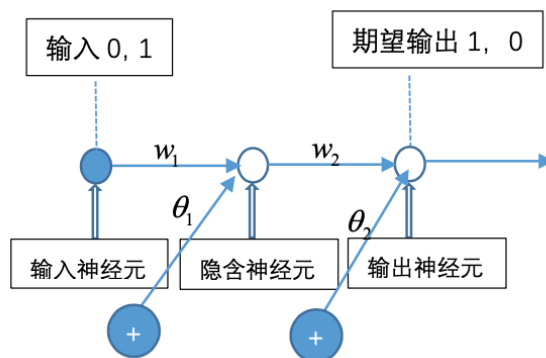 输入 0, 1
期望输出 1, 0
w₁
w₂
θ₁
θ₂
输入神经元
隐含神经元
输出神经元
+
+